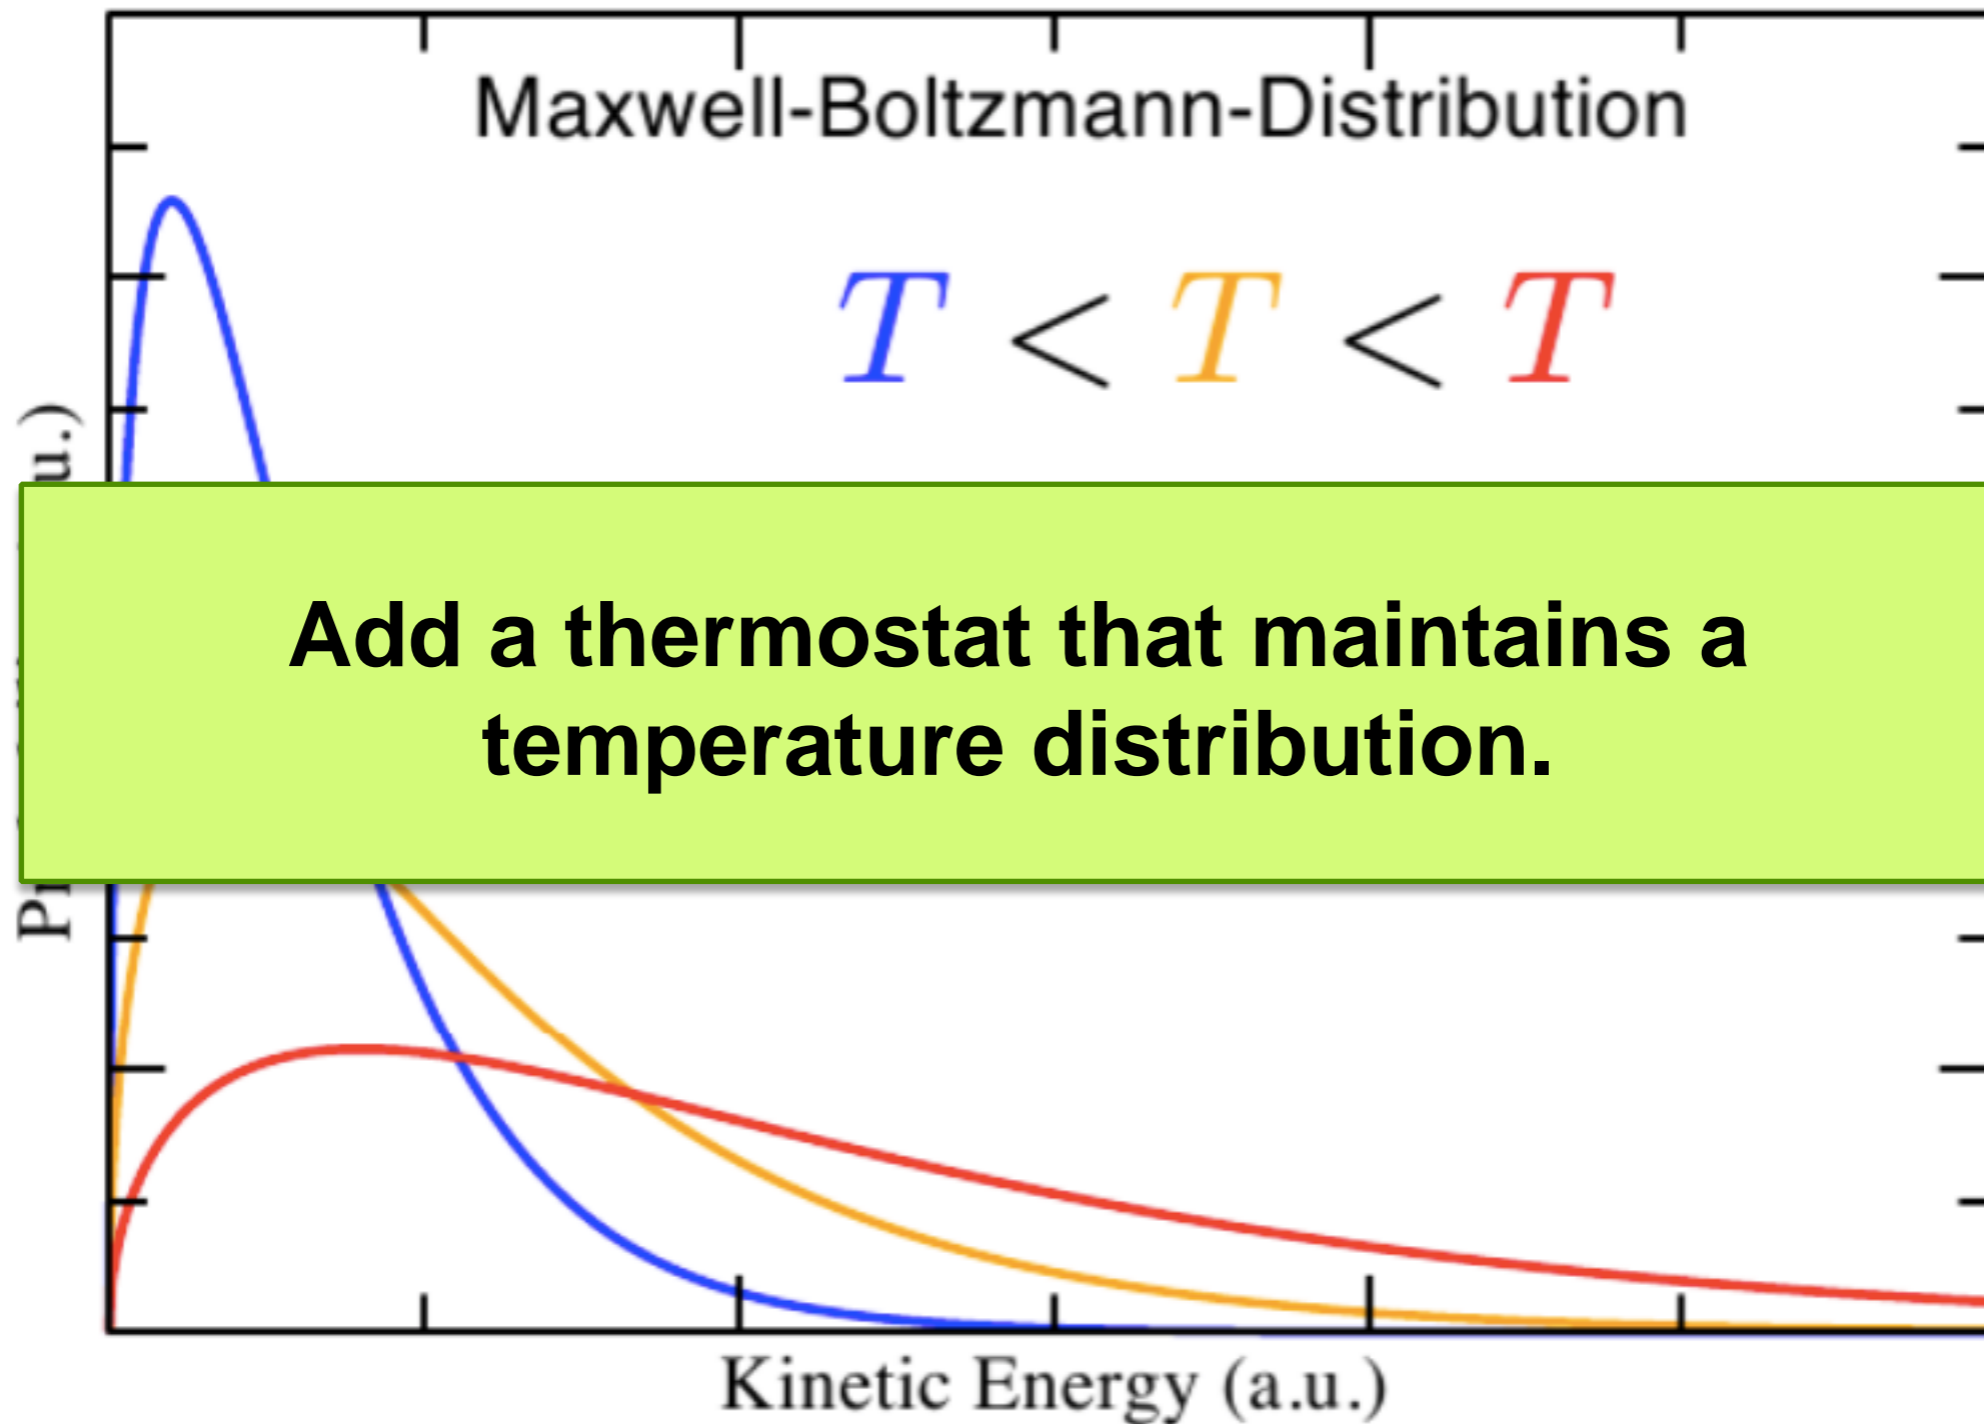 Maxwell-Boltzmann-Distribution
T < T < T
u.)
Add a thermostat that maintains a
temperature distribution.
Kinetic Energy (a.u.)